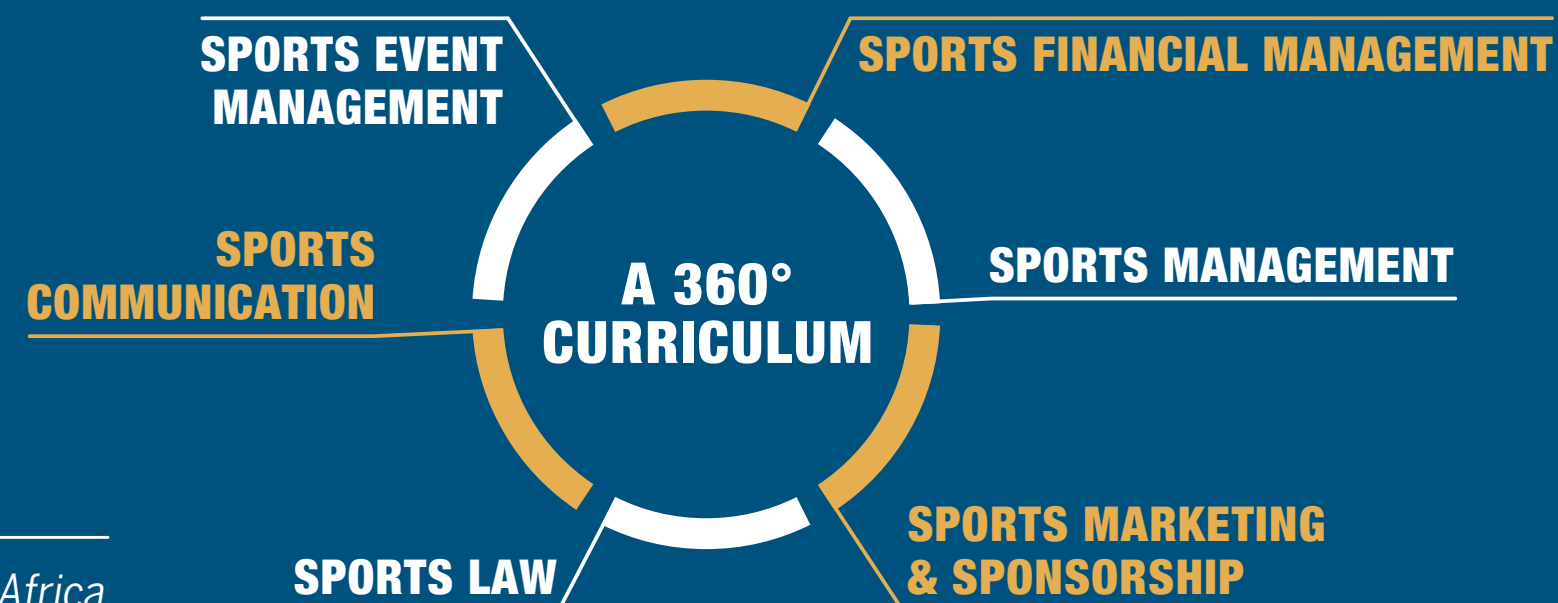 SPORTS EVENT
MANAGEMENT
SPORTS FINANCIAL MANAGEMENT
SPORTS
COMMUNICATION
A 360°
CURRICULUM
SPORTS MANAGEMENT
SPORTS LAW
SPORTS MARKETING
& SPONSORSHIP
Africa